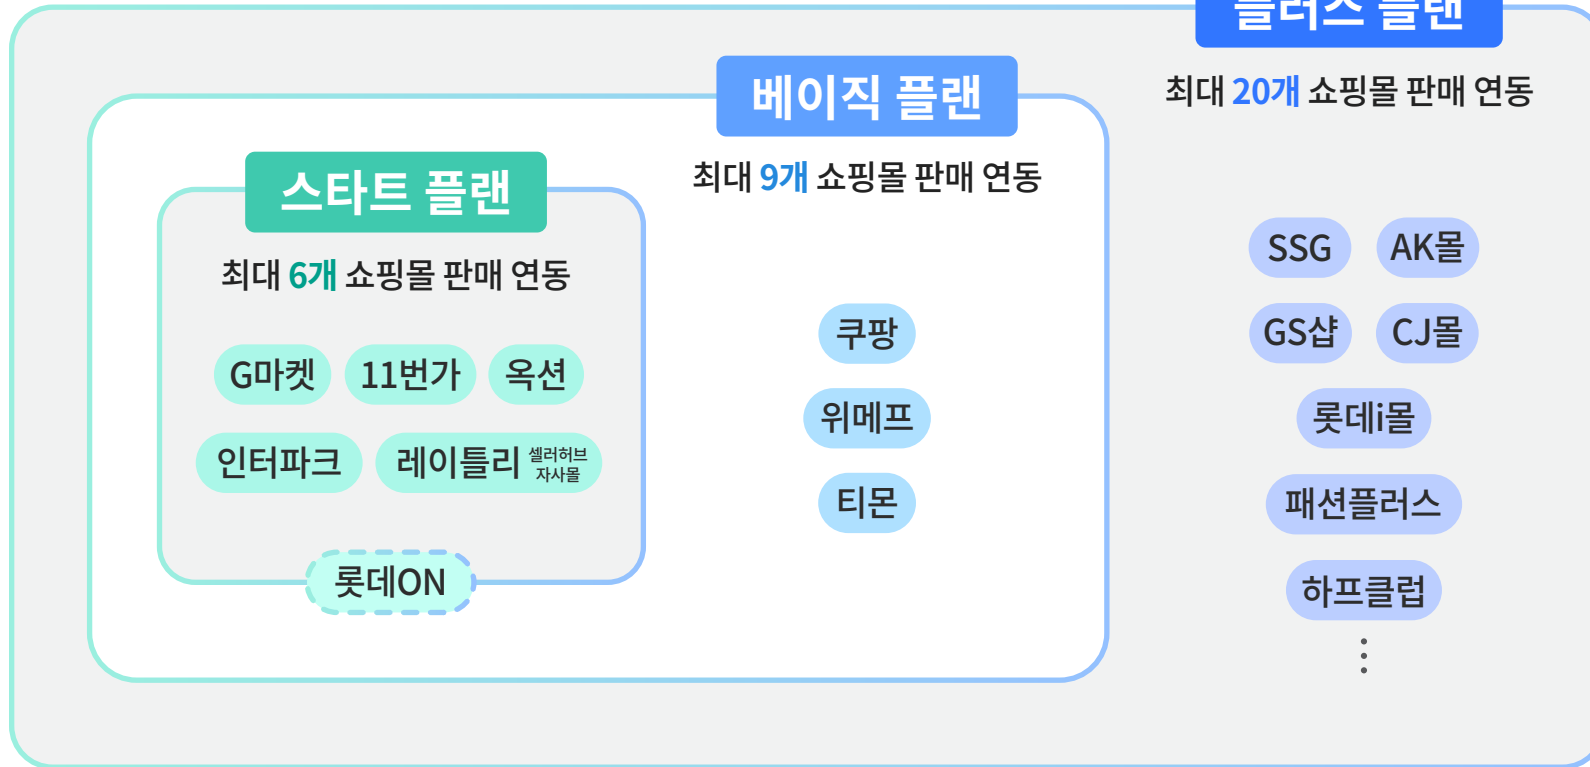 플러스 플랜
최대 20개 쇼핑몰 판매 연동
베이직 플랜
최대 9개 쇼핑몰 판매 연동
스타트 플랜
최대 6개 쇼핑몰 판매 연동
G마켓 11번가 옥션
인터파크 레이틀리 셀러허브
자사몰
롯데ON
쿠팡
위메프
티몬
SSG AK몰
GS샵 CJ몰
롯데i몰
패션플러스
하프클럽
⋮